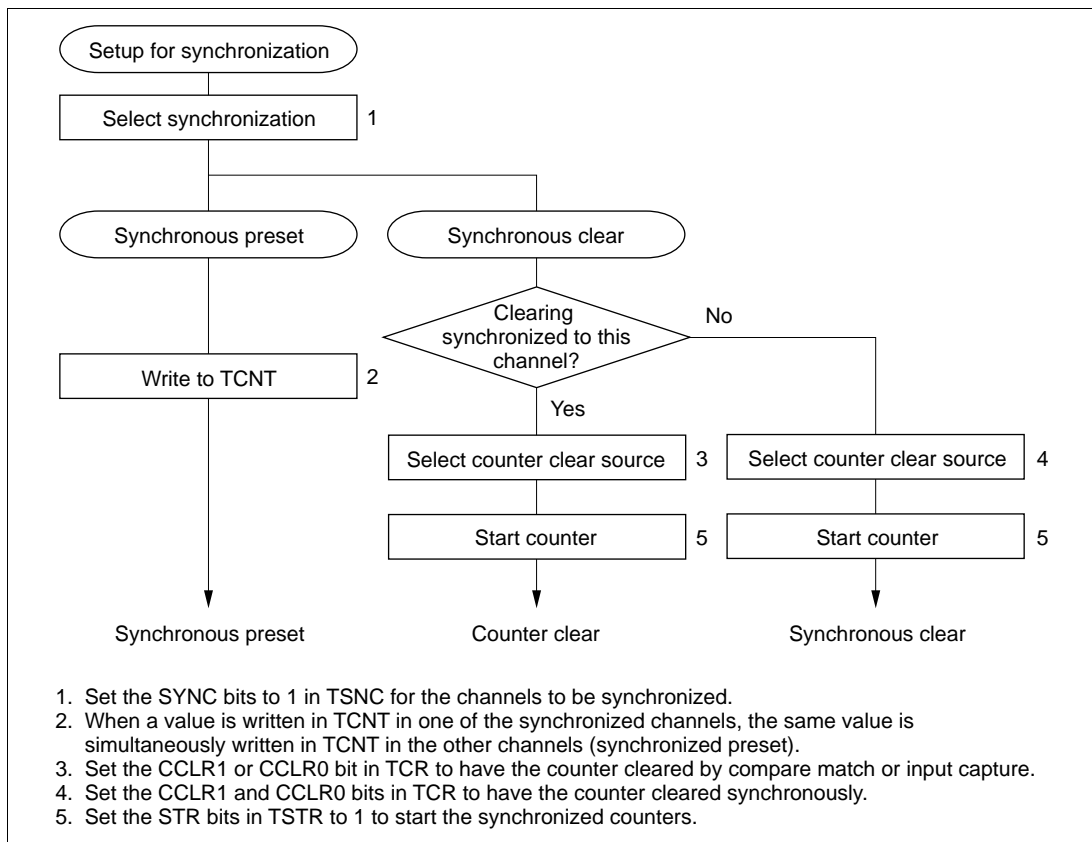 Setup for synchronization
Select synchronization 1
Synchronous preset
Synchronous clear
Clearing
synchronized to this
channel?
No
Yes
Write to TCNT 2
Select counter clear source 3
Select counter clear source 4
Start counter 5
Start counter 5
Synchronous preset
Counter clear
Synchronous clear
1. Set the SYNC bits to 1 in TSNC for the channels to be synchronized.
2. When a value is written in TCNT in one of the synchronized channels, the same value is
simultaneously written in TCNT in the other channels (synchronized preset).
3. Set the CCLR1 or CCLR0 bit in TCR to have the counter cleared by compare match or input capture.
4. Set the CCLR1 and CCLR0 bits in TCR to have the counter cleared synchronously.
5. Set the STR bits in TSTR to 1 to start the synchronized counters.